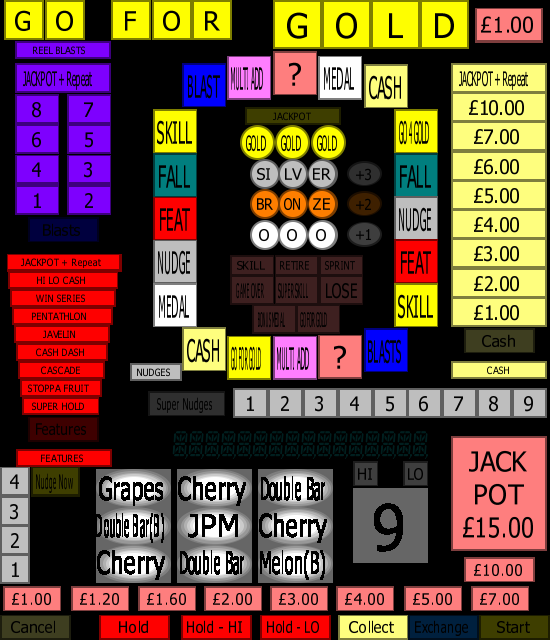 GO FOR GOLD £1.00
REEL BLASTS
JACKPOT + Repeat
8 7
6 5
4 3
1 2
Blasts
JACKPOT + Repeat
HI LO CASH
WIN SERIES
PENTATHLON
JAVELIN
CASH DASH
CASCADE
STOPPA FRUIT
SUPER HOLD
Features
FEATURES
BLAST MULTI ADD ? MEDAL CASH
SKILL
FALL
FEAT
NUDGE
MEDAL
JACKPOT
GOLD GOLD GOLD
SI LV ER +3
BR ON ZE +2
O O O +1
SKILL RETIRE SPRINT
GAME OVER SUPER SKILL LOSE
BONUS MEDAL GO FOR GOLD
GO 4 GOLD
FALL
NUDGE
FEAT
SKILL
CASH GO FOR GOLD MULTI ADD ? BLASTS
JACKPOT + Repeat
£10.00
£7.00
£6.00
£5.00
£4.00
£3.00
£2.00
£1.00
Cash
CASH
NUDGES
Super Nudges 1 2 3 4 5 6 7 8 9
4
3
2
1
Nudge Now
Grapes Cherry Double Bar
Double Bar(B) JPM Cherry
Cherry Double Bar Melon(B)
HI LO
9
JACK
POT
£15.00
£10.00
£1.00 £1.20 £1.60 £2.00 £3.00 £4.00 £5.00 £7.00
Cancel Hold Hold - HI Hold - LO Collect Exchange Start